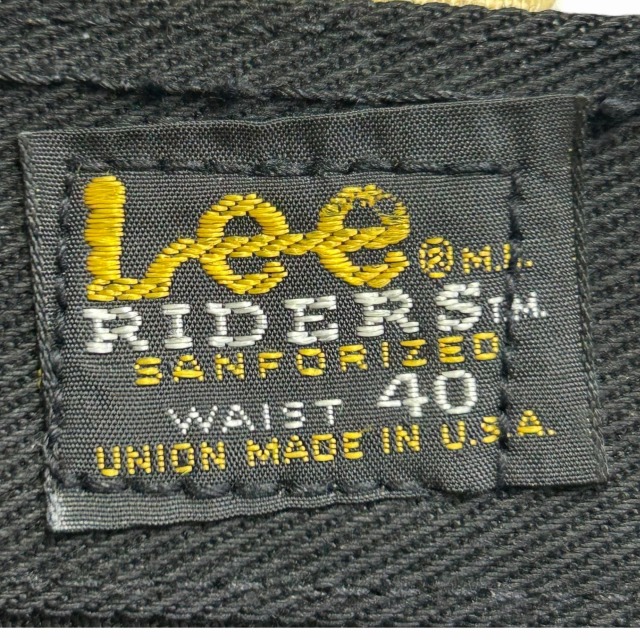 Lee ® M.R.
RIDERS T.M.
SANFORIZED
WAIST 40
UNION MADE IN U.S.A.